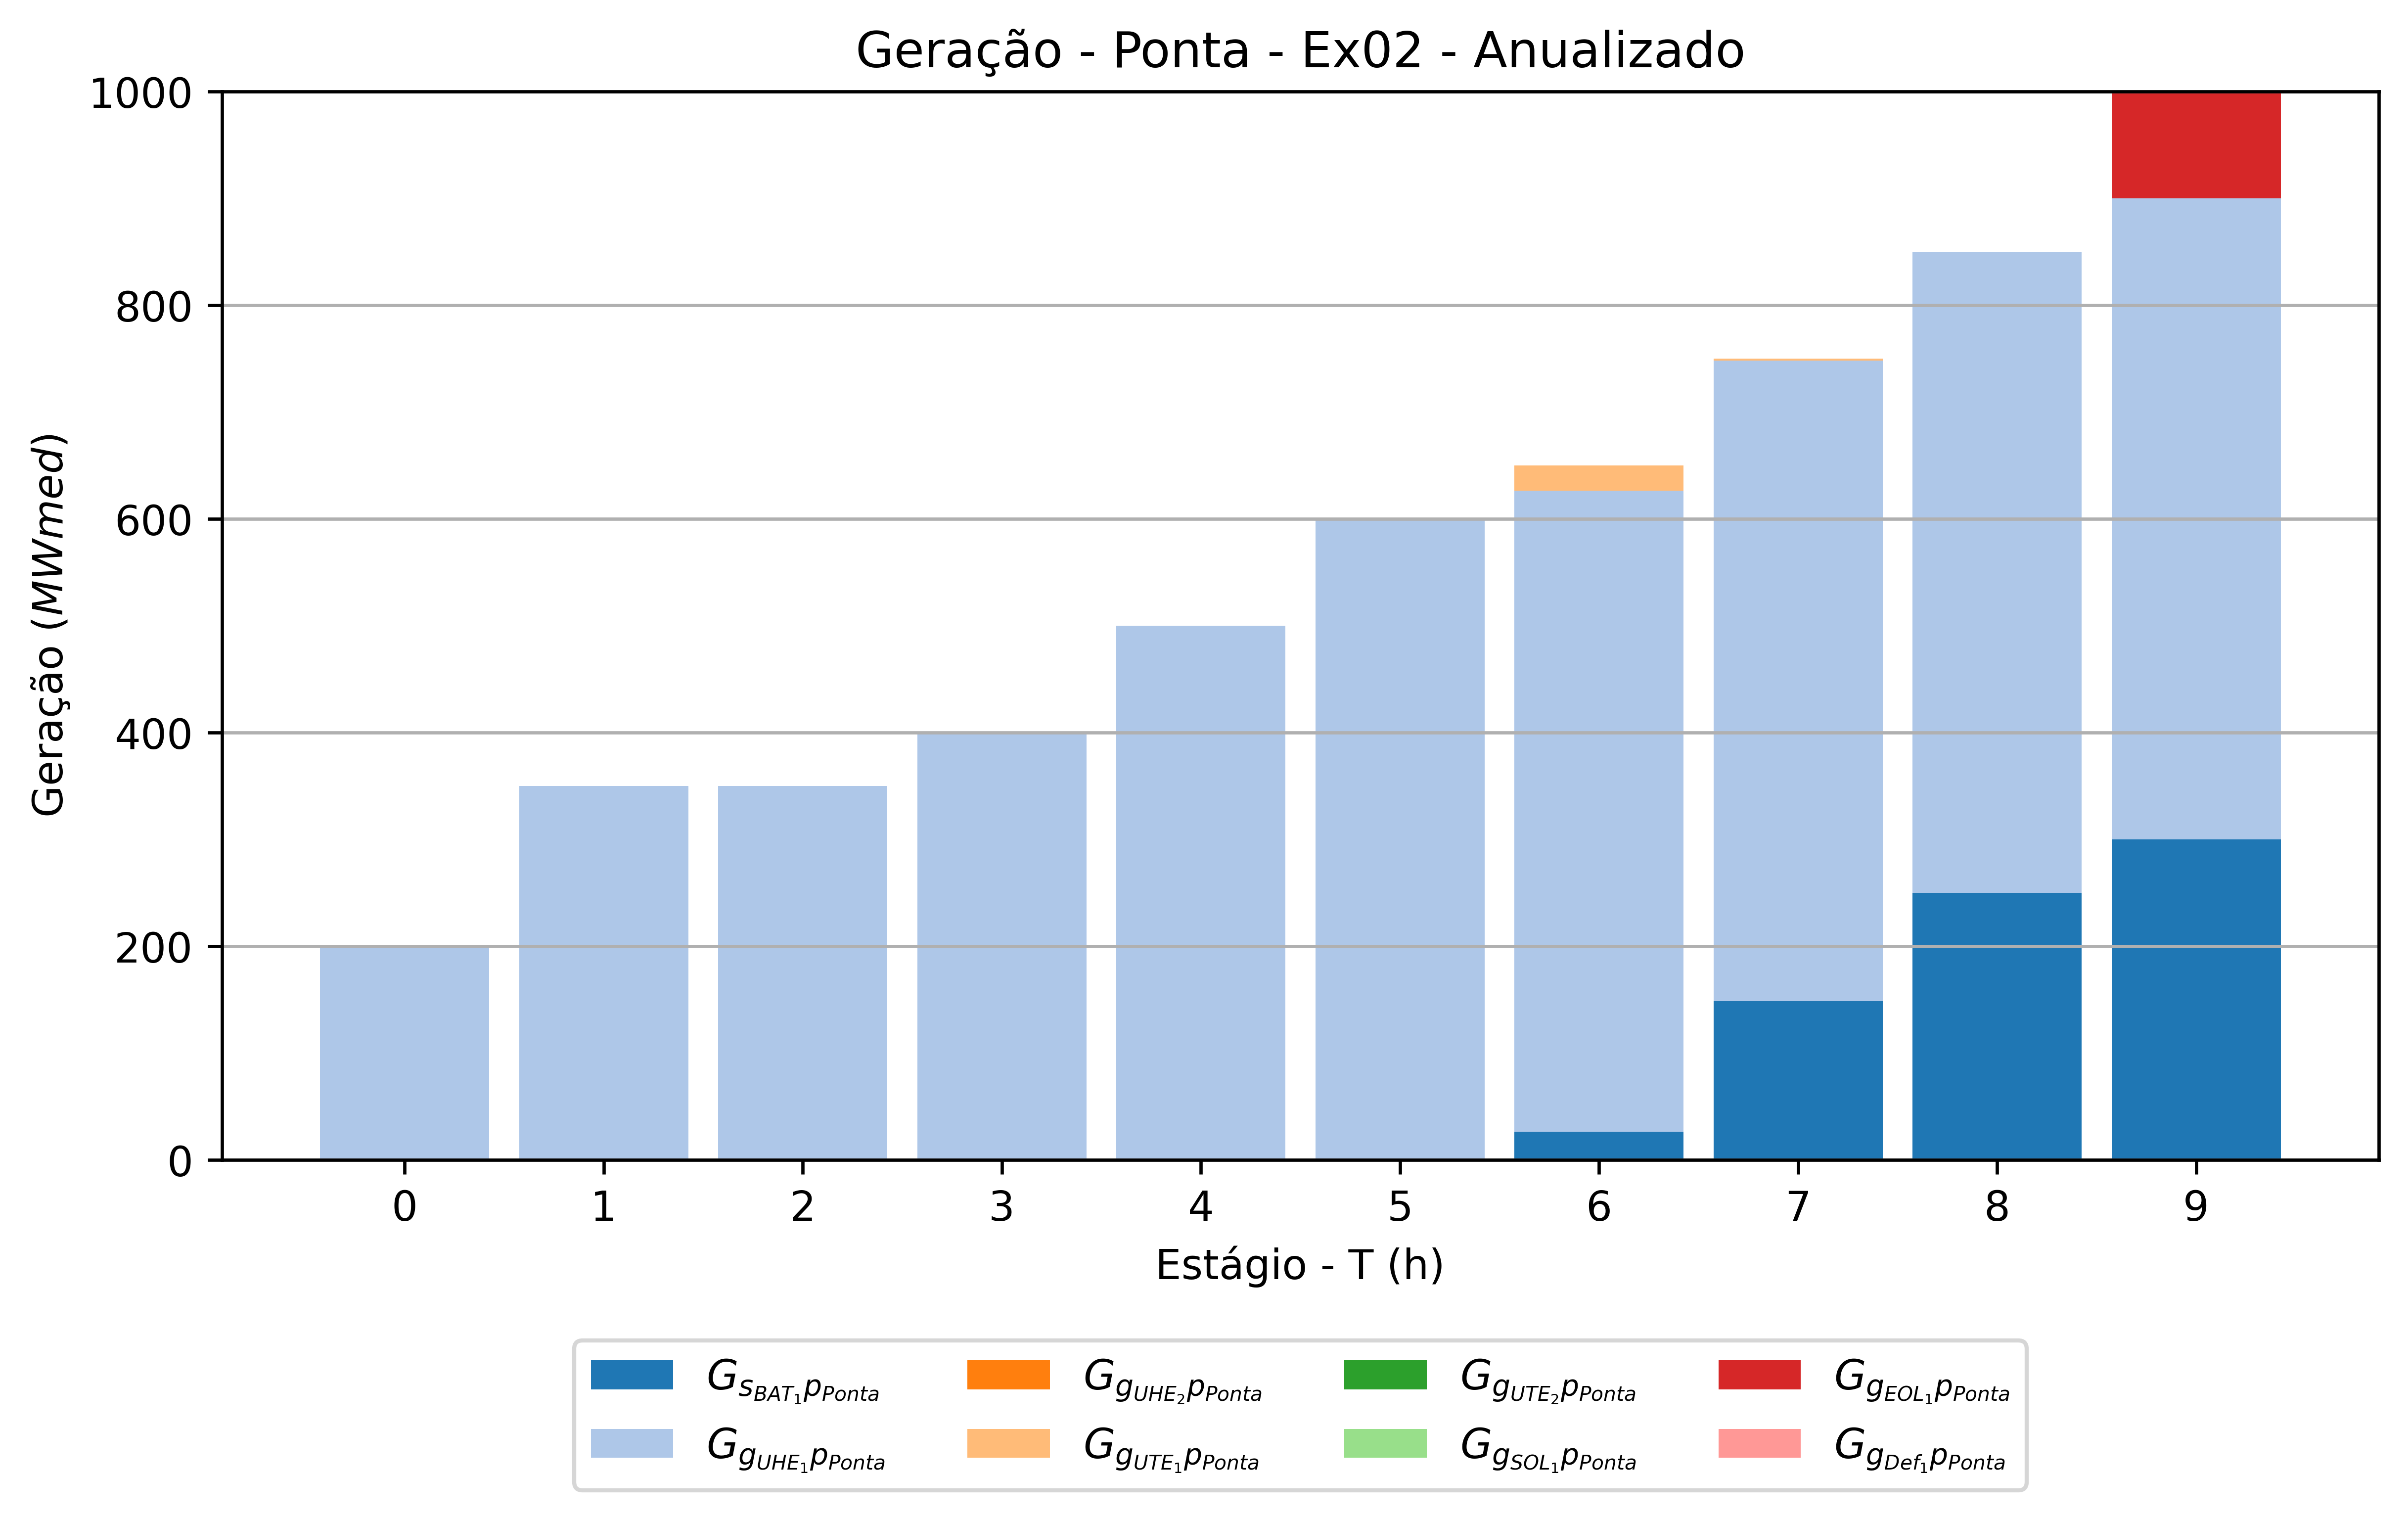 Geração - Ponta - Ex02 - Anualizado
Geração (MWmed)
1000
800
600
400
200
0
0 1 2 3 4 5 6 7 8 9
Estágio - T (h)
G_{s_{BAT_1}p_{Ponta}} G_{g_{UHE_2}p_{Ponta}} G_{g_{UTE_2}p_{Ponta}} G_{g_{EOL_1}p_{Ponta}}
G_{g_{UHE_1}p_{Ponta}} G_{g_{UTE_1}p_{Ponta}} G_{g_{SOL_1}p_{Ponta}} G_{g_{Def_1}p_{Ponta}}